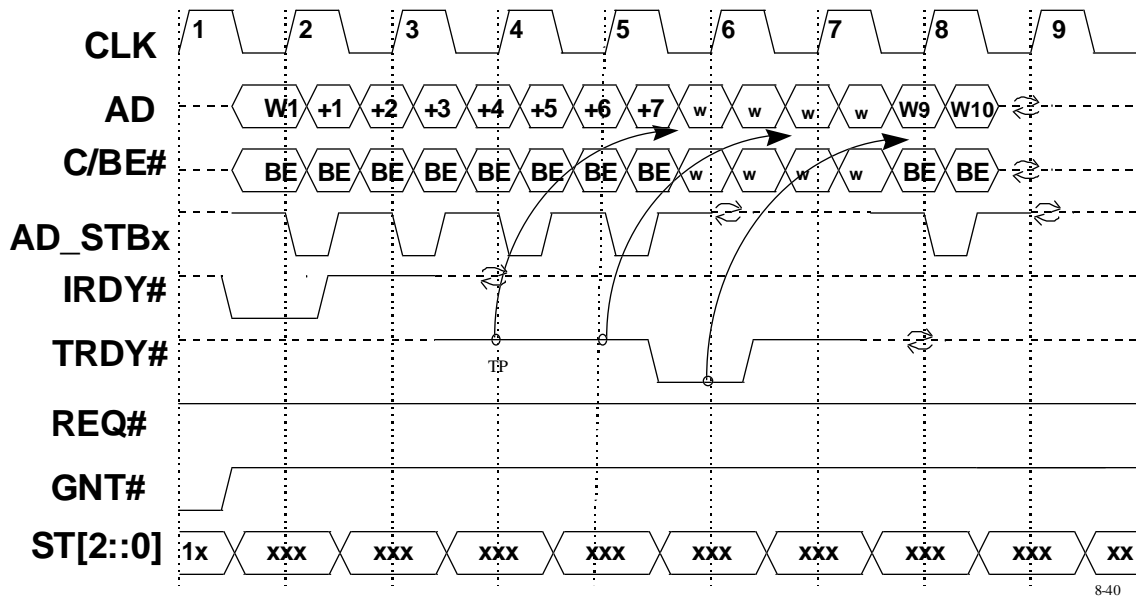 CLK 1 2 3 4 5 6 7 8 9
AD W1 +1 +2 +3 +4 +5 +6 +7 w w w w W9 W10
C/BE# BE BE BE BE BE BE BE BE w w w w BE BE
AD_STBx
IRDY#
TRDY#
TP
REQ#
GNT#
ST[2::0] 1x xxx xxx xxx xxx xxx xxx xxx xxx xx
8-40